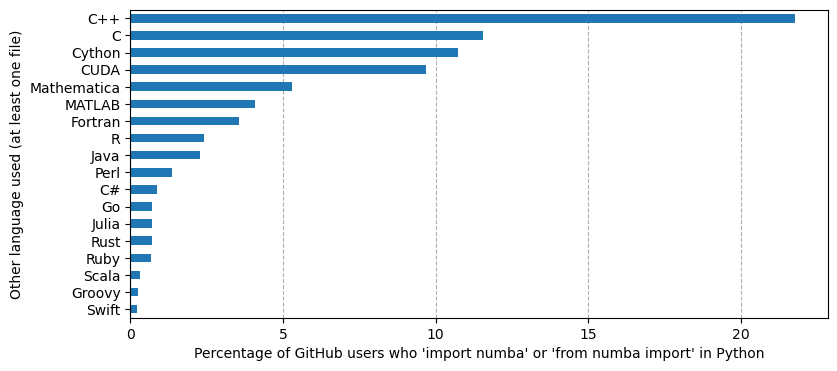 Other language used (at least one file)
C++
C
Cython
CUDA
Mathematica
MATLAB
Fortran
R
Java
Perl
C#
Go
Julia
Rust
Ruby
Scala
Groovy
Swift
0 5 10 15 20
Percentage of GitHub users who 'import numba' or 'from numba import' in Python